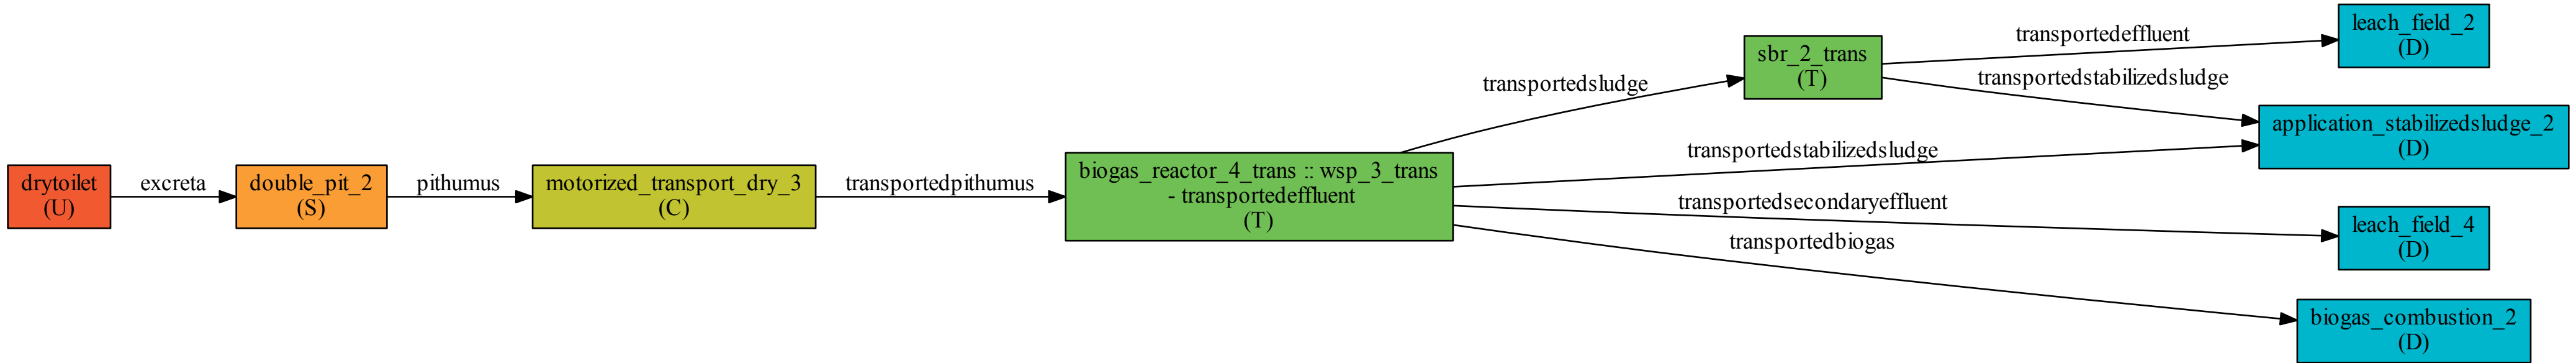 drytoilet
(U)
excreta
double_pit_2
(S)
pithumus
motorized_transport_dry_3
(C)
transportedpithumus
biogas_reactor_4_trans :: wsp_3_trans
- transportedeffluent
(T)
transportedsludge
sbr_2_trans
(T)
transportedeffluent
transportedstabilizedsludge
transportedstabilizedsludge
transportedsecondaryeffluent
transportedbiogas
leach_field_2
(D)
application_stabilizedsludge_2
(D)
leach_field_4
(D)
biogas_combustion_2
(D)